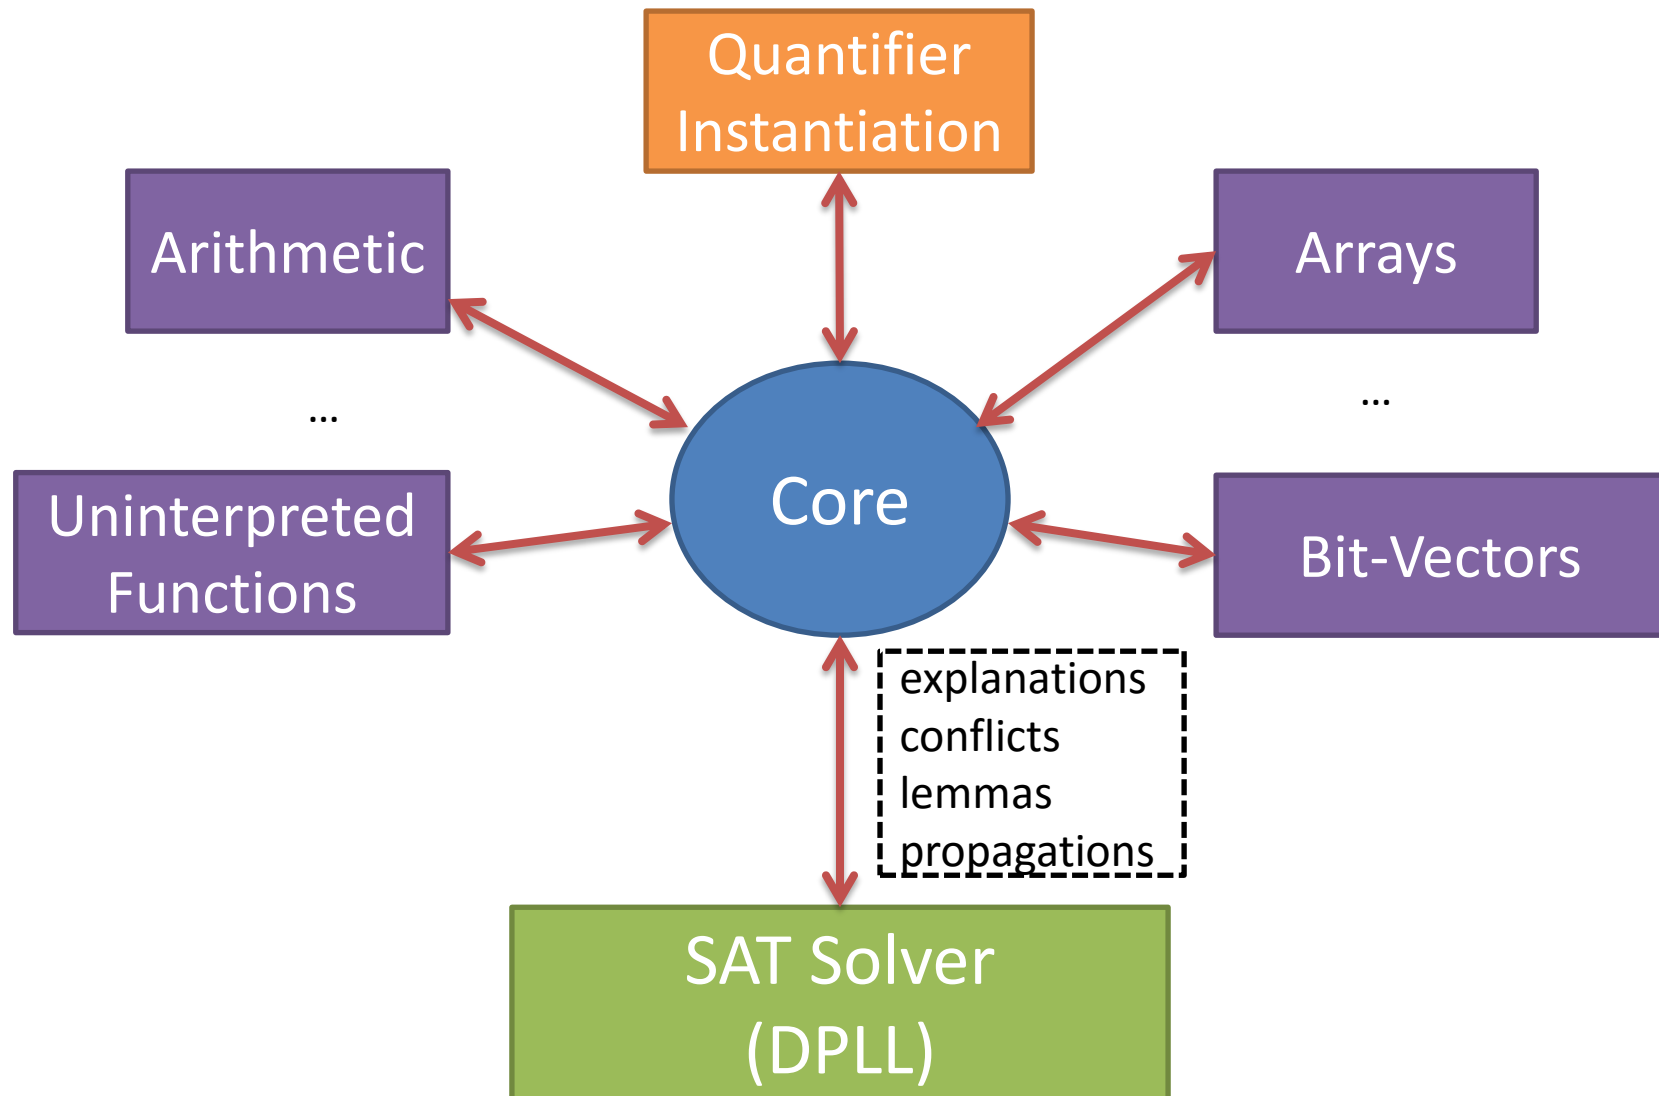 Quantifier
Instantiation
Arithmetic
Arrays
...
...
Uninterpreted
Functions
Core
Bit-Vectors
explanations
conflicts
lemmas
propagations
SAT Solver
(DPLL)